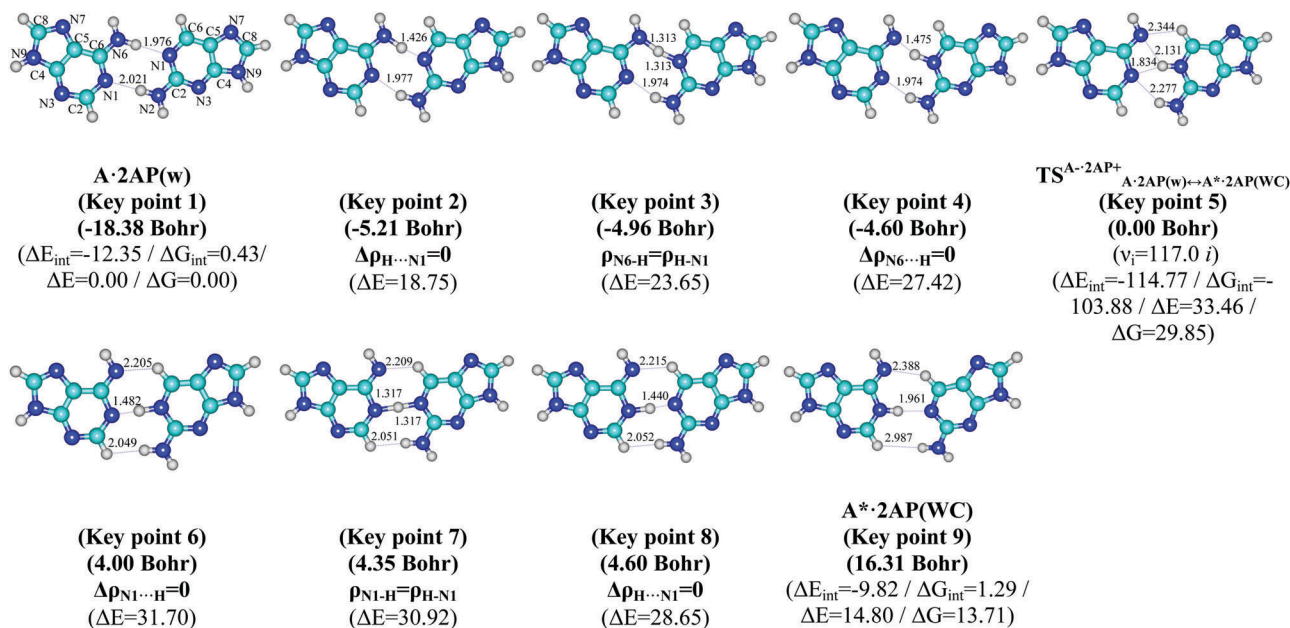 C8 N7 C5 C6 N6 N9 C4 N3 C2 N1 1.976 2.021 C6 N7 C5 C8 N1 N9 C2 C4 N3 N2
1.426
1.977
1.313
1.313
1.974
1.475
1.974
2.344
2.131
1.834
2.277
A·2AP(w)
(Key point 1)
(-18.38 Bohr)
(ΔEint=-12.35 / ΔGint=0.43/
ΔE=0.00 / ΔG=0.00)
(Key point 2)
(-5.21 Bohr)
ΔρH···N1=0
(ΔE=18.75)
(Key point 3)
(-4.96 Bohr)
ρN6-H=ρH-N1
(ΔE=23.65)
(Key point 4)
(-4.60 Bohr)
ΔρN6···H=0
(ΔE=27.42)
TSA-·2AP+A·2AP(w)↔A*·2AP(WC)
(Key point 5)
(0.00 Bohr)
(νi=117.0 i)
(ΔEint=-114.77 / ΔGint=-
103.88 / ΔE=33.46 /
ΔG=29.85)
2.205
1.482
2.049
2.209
1.317
1.317
2.051
2.215
1.440
2.052
2.388
1.961
2.987
(Key point 6)
(4.00 Bohr)
ΔρN1···H=0
(ΔE=31.70)
(Key point 7)
(4.35 Bohr)
ρN1-H=ρH-N1
(ΔE=30.92)
(Key point 8)
(4.60 Bohr)
ΔρH···N1=0
(ΔE=28.65)
A*·2AP(WC)
(Key point 9)
(16.31 Bohr)
(ΔEint=-9.82 / ΔGint=1.29 /
ΔE=14.80 / ΔG=13.71)